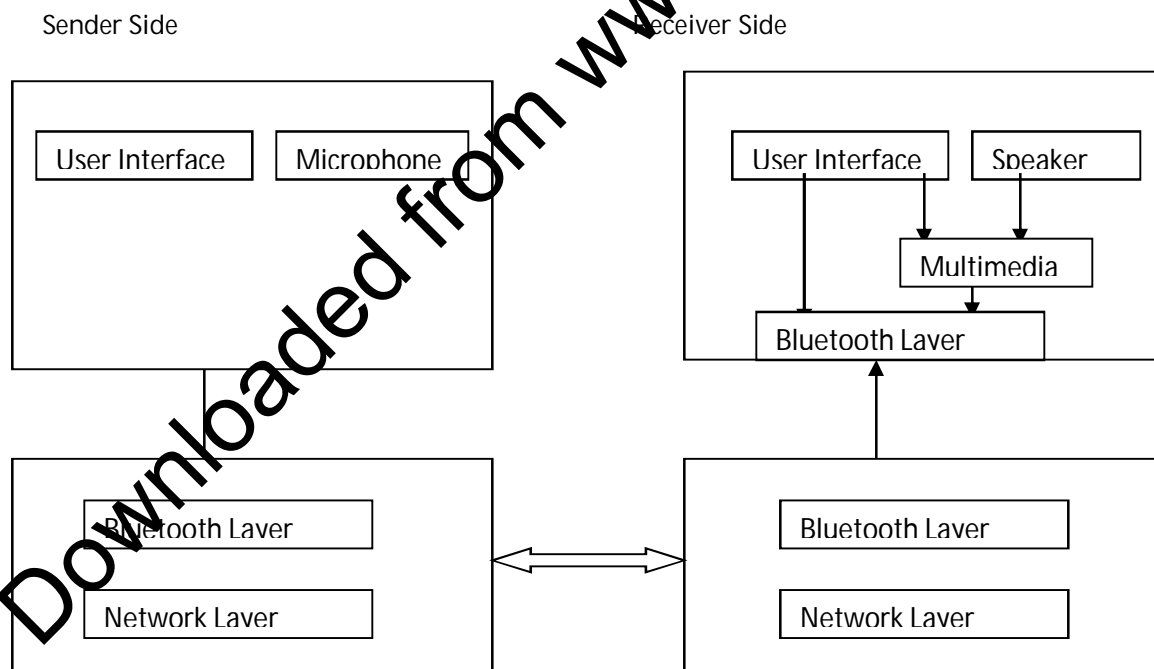 Sender Side
Receiver Side
User Interface
Microphone
User Interface
Speaker
Multimedia
Bluetooth Layer
Bluetooth Layer
Bluetooth Layer
Network Layer
Network Layer
Downloaded from